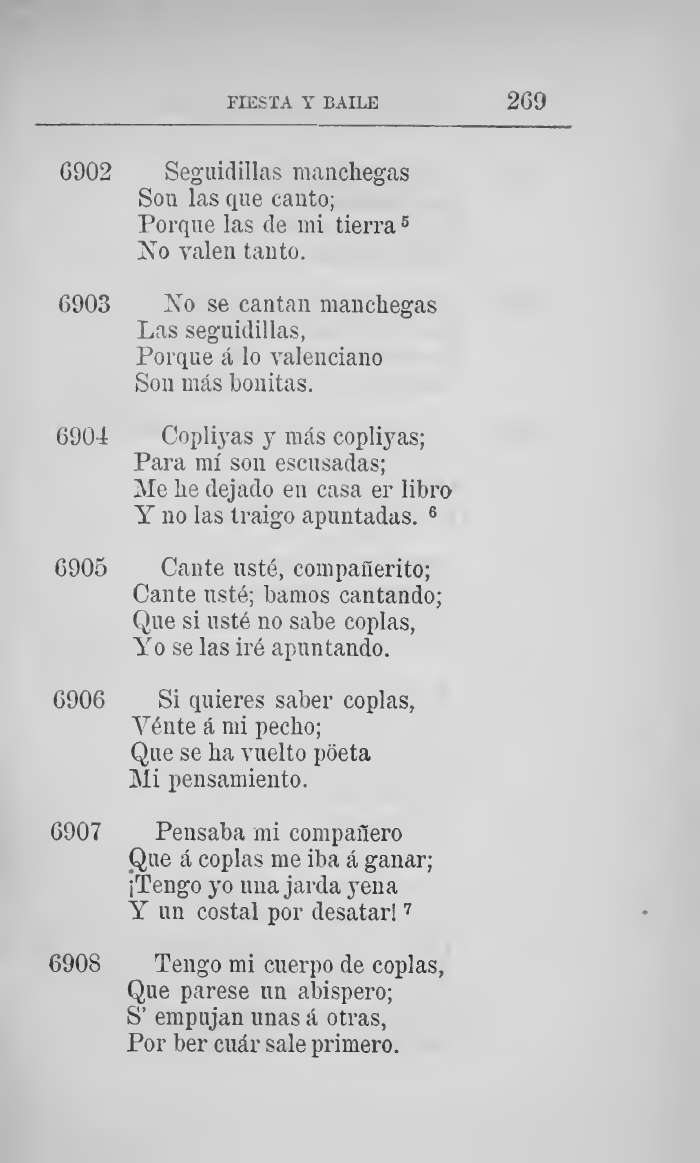 FIESTA Y BAILE 269
6902 Seguidillas manchegas
Son las que canto;
Porque las de mi tierra ⁵
No valen tanto.
6903 No se cantan manchegas
Las seguidillas,
Porque á lo valenciano
Son más bonitas.
6904 Copliyas y más copliyas;
Para mí son escusadas;
Me he dejado en casa er libro
Y no las traigo apuntadas. ⁶
6905 Cante usté, compañerito;
Cante usté; bamos cantando;
Que si usté no sabe coplas,
Yo se las iré apuntando.
6906 Si quieres saber coplas,
Vénte á mi pecho;
Que se ha vuelto pöeta
Mi pensamiento.
6907 Pensaba mi compañero
Que á coplas me iba á ganar;
¡Tengo yo una jarda yena
Y un costal por desatar! ⁷
6908 Tengo mi cuerpo de coplas,
Que parese un abispero;
S' empujan unas á otras,
Por ber cuár sale primero.